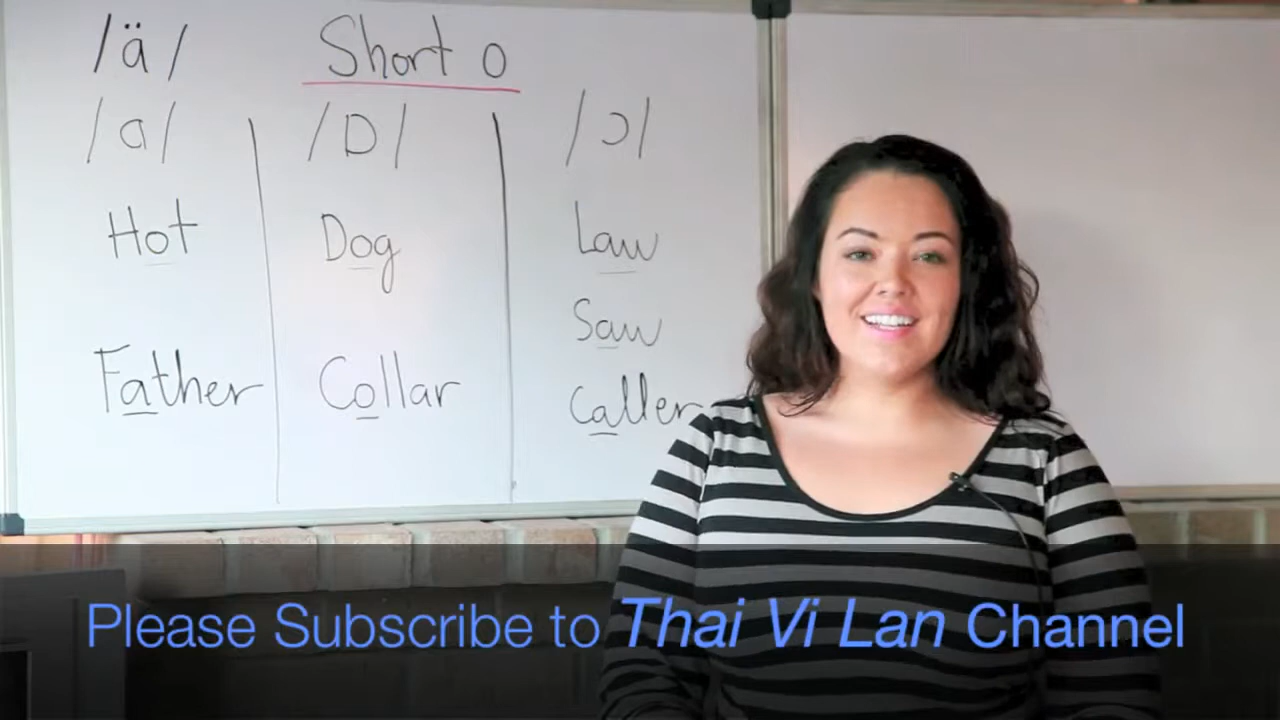 /ä/ Short o
/ɑ/ /ɒ/ /ɔ/
Hot Dog Law
Saw
Father Collar Caller
Please Subscribe to Thai Vi Lan Channel